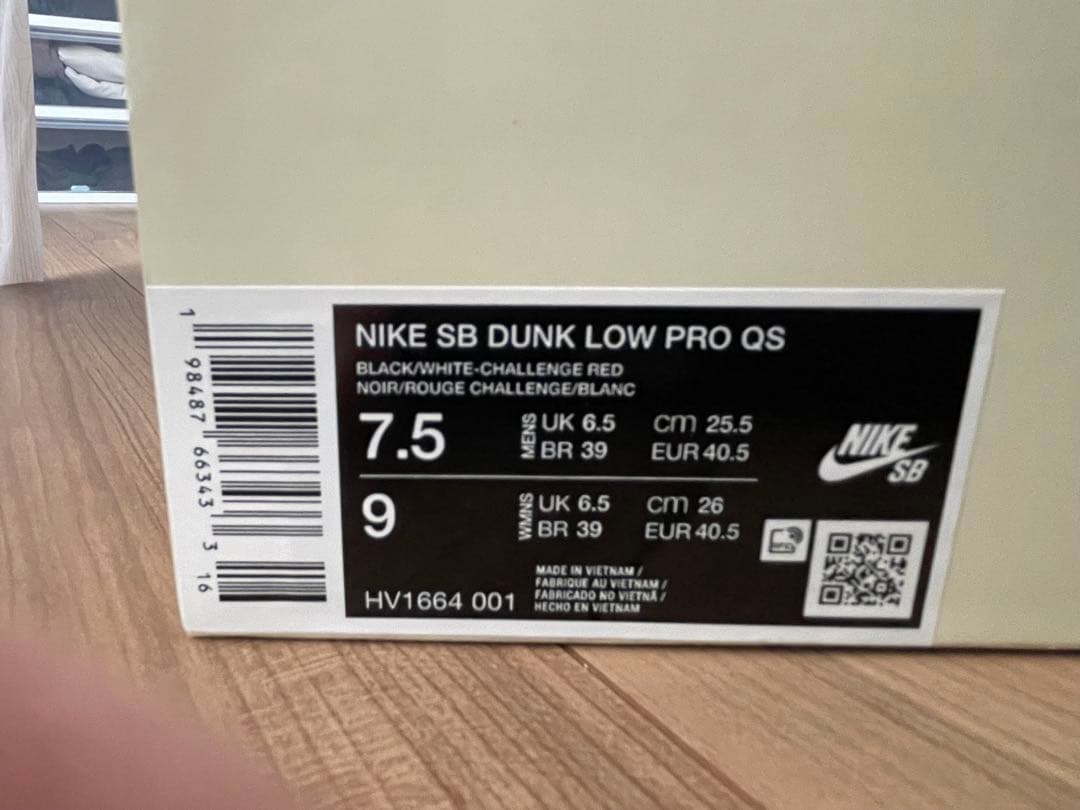 1 98487 66343 3 16
NIKE SB DUNK LOW PRO QS
BLACK/WHITE-CHALLENGE RED
NOIR/ROUGE CHALLENGE/BLANC
7.5
MENS
UK 6.5 cm 25.5
BR 39 EUR 40.5
9
WMNS
UK 6.5 cm 26
BR 39 EUR 40.5
NIKE
SB
HV1664 001
MADE IN VIETNAM /
FABRIQUE AU VIETNAM /
FABRICADO NO VIETNÃ /
HECHO EN VIETNAM